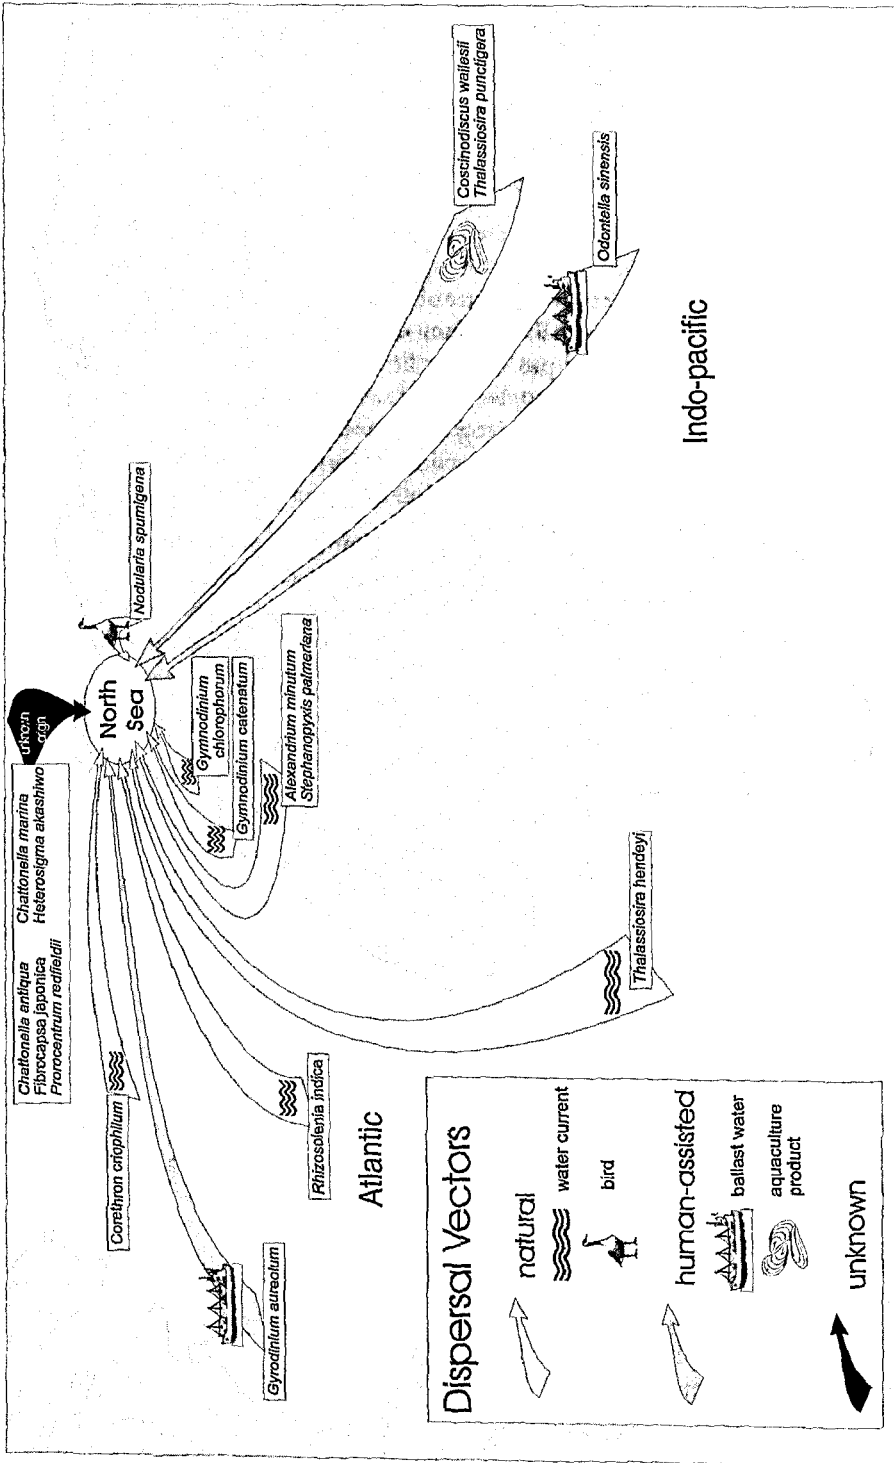 Chattonella antiqua
Fibrocapsa japonica
Prorocentrum redfieldii
Chattonella marina
Heterosigma akashiwo
unknown
origin
North
Sea
Nodularia spumigena
Coscinodiscus wailesii
Thalassiosira punctigera
Odontella sinensis
Indo-pacific
Gymnodinium
chlorophorum
Gymnodinium catenatum
Alexandrium minutum
Stephanopyxis palmeriana
Thalassiosira hendeyi
Corethron criophilum
Gyrodinium aureolum
Rhizosolenia indica
Atlantic
Dispersal Vectors
natural
water current
bird
human-assisted
ballast water
aquaculture
product
unknown